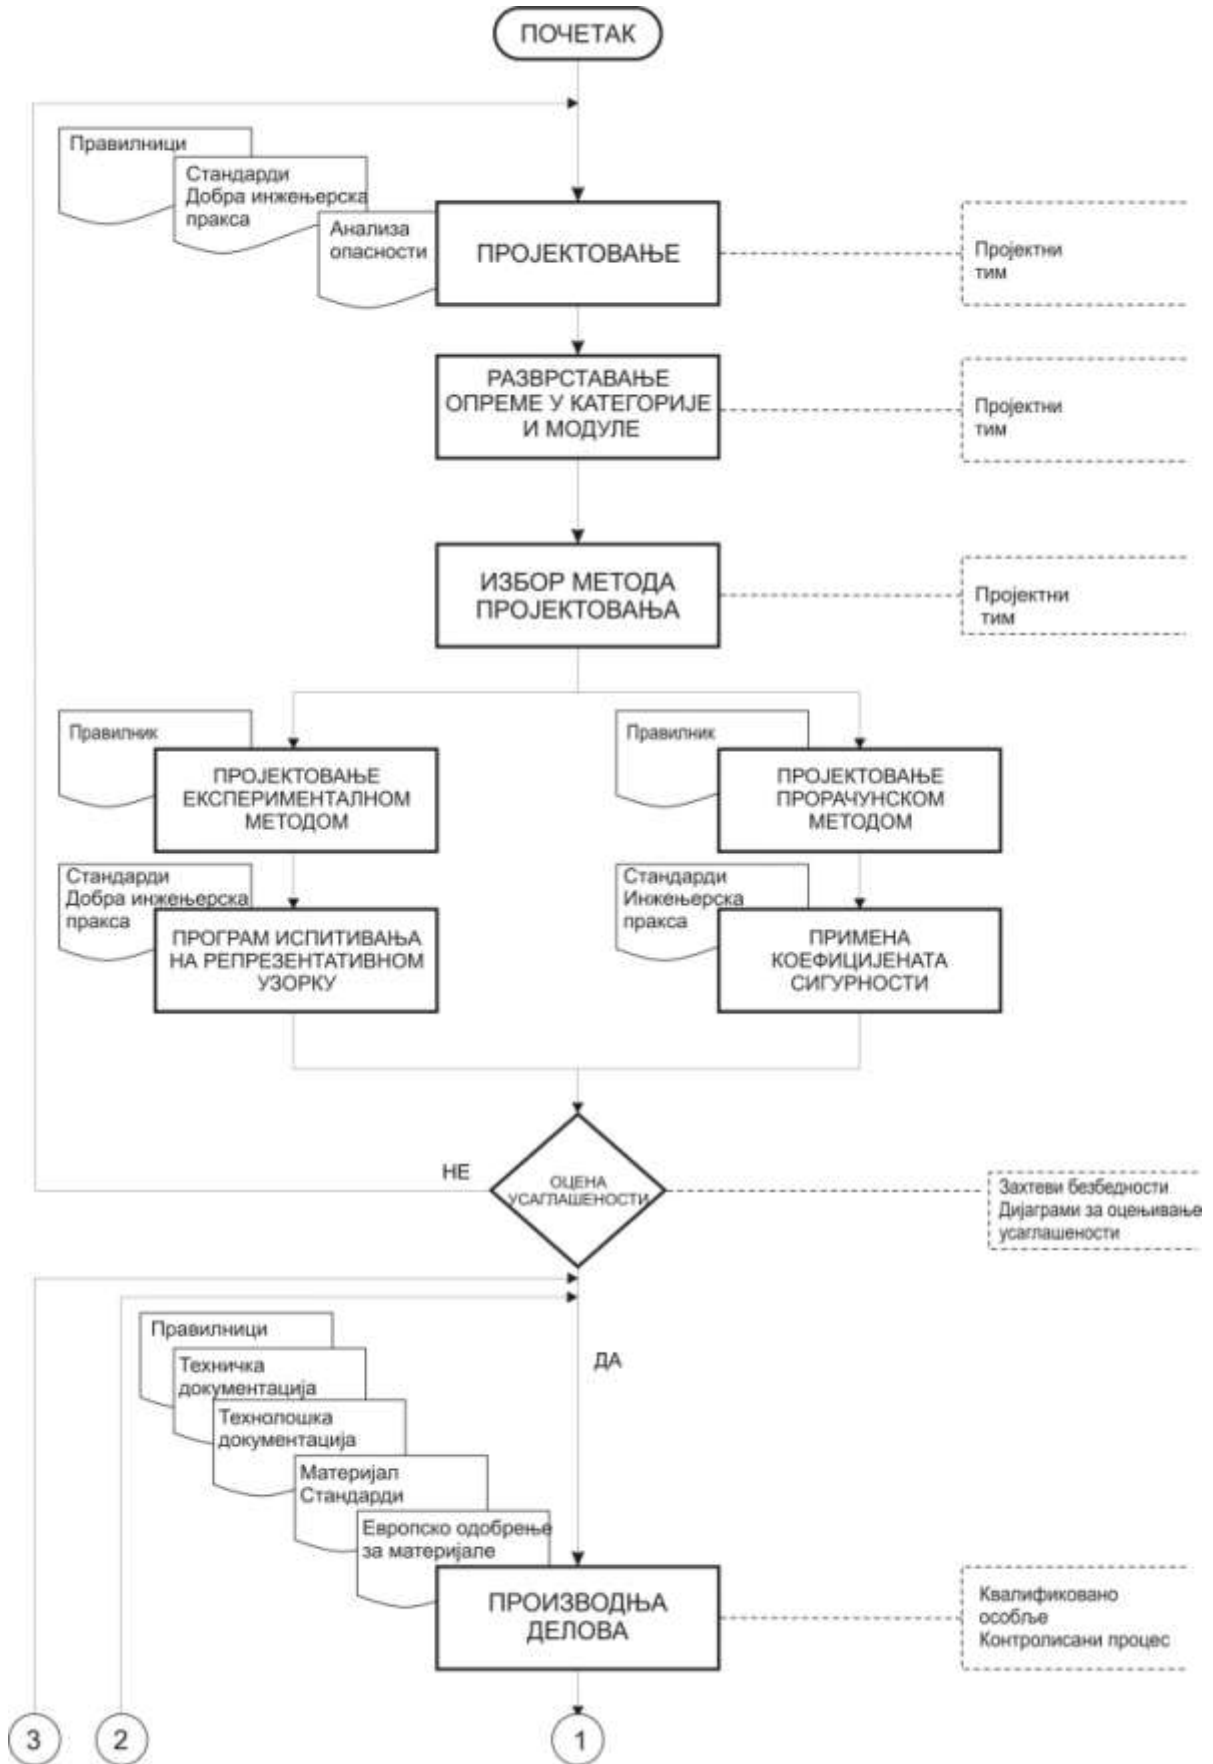 ПОЧЕТАК
Правилници
Стандарди
Добра инжењерска
пракса
Анализа
опасности
ПРОЈЕКТОВАЊЕ
Пројектни
тим
РАЗВРСТАВАЊЕ
ОПРЕМЕ У КАТЕГОРИЈЕ
И МОДУЛЕ
Пројектни
тим
ИЗБОР МЕТОДА
ПРОЈЕКТОВАЊА
Пројектни
тим
Правилник
ПРОЈЕКТОВАЊЕ
ЕКСПЕРИМЕНТАЛНОМ
МЕТОДОМ
Правилник
ПРОЈЕКТОВАЊЕ
ПРОРАЧУНСКОМ
МЕТОДОМ
Стандарди
Добра инжењерска
пракса
ПРОГРАМ ИСПИТИВАЊА
НА РЕПРЕЗЕНТАТИВНОМ
УЗОРКУ
Стандарди
Инжењерска
пракса
ПРИМЕНА
КОЕФИЦИЈЕНАТА
СИГУРНОСТИ
НЕ
ОЦЕНА
УСАГЛАШЕНОСТИ
Захтеви безбедности
Дијаграми за оцењивање
усаглашености
ДА
Правилници
Техничка
документација
Технолошка
документација
Материјал
Стандарди
Европско одобрење
за материјале
ПРОИЗВОДЊА
ДЕЛОВА
Квалификовано
особље
Контролисани процес
3
2
1